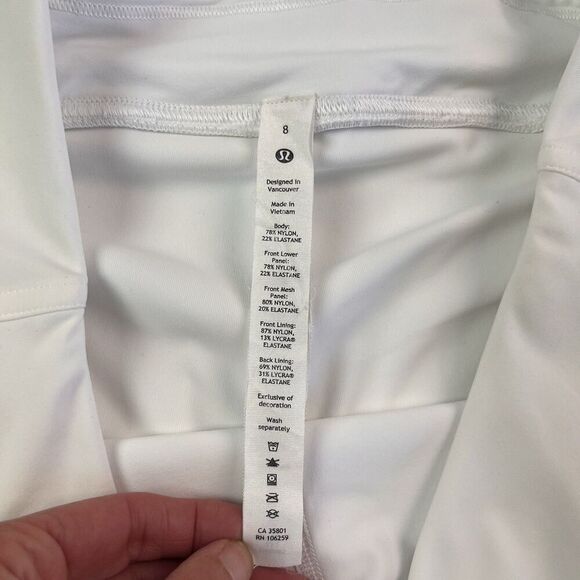 8
Designed in
Vancouver
Made in
Vietnam
Body:
78% NYLON,
22% ELASTANE
Front Lower
Panel:
78% NYLON,
22% ELASTANE
Front Mesh
Panel:
80% NYLON,
20% ELASTANE
Front Lining:
87% NYLON,
13% LYCRA®
ELASTANE
Back Lining:
69% NYLON,
31% LYCRA®
ELASTANE
Exclusive of
decoration
Wash
separately
CA 35801
RN 106259